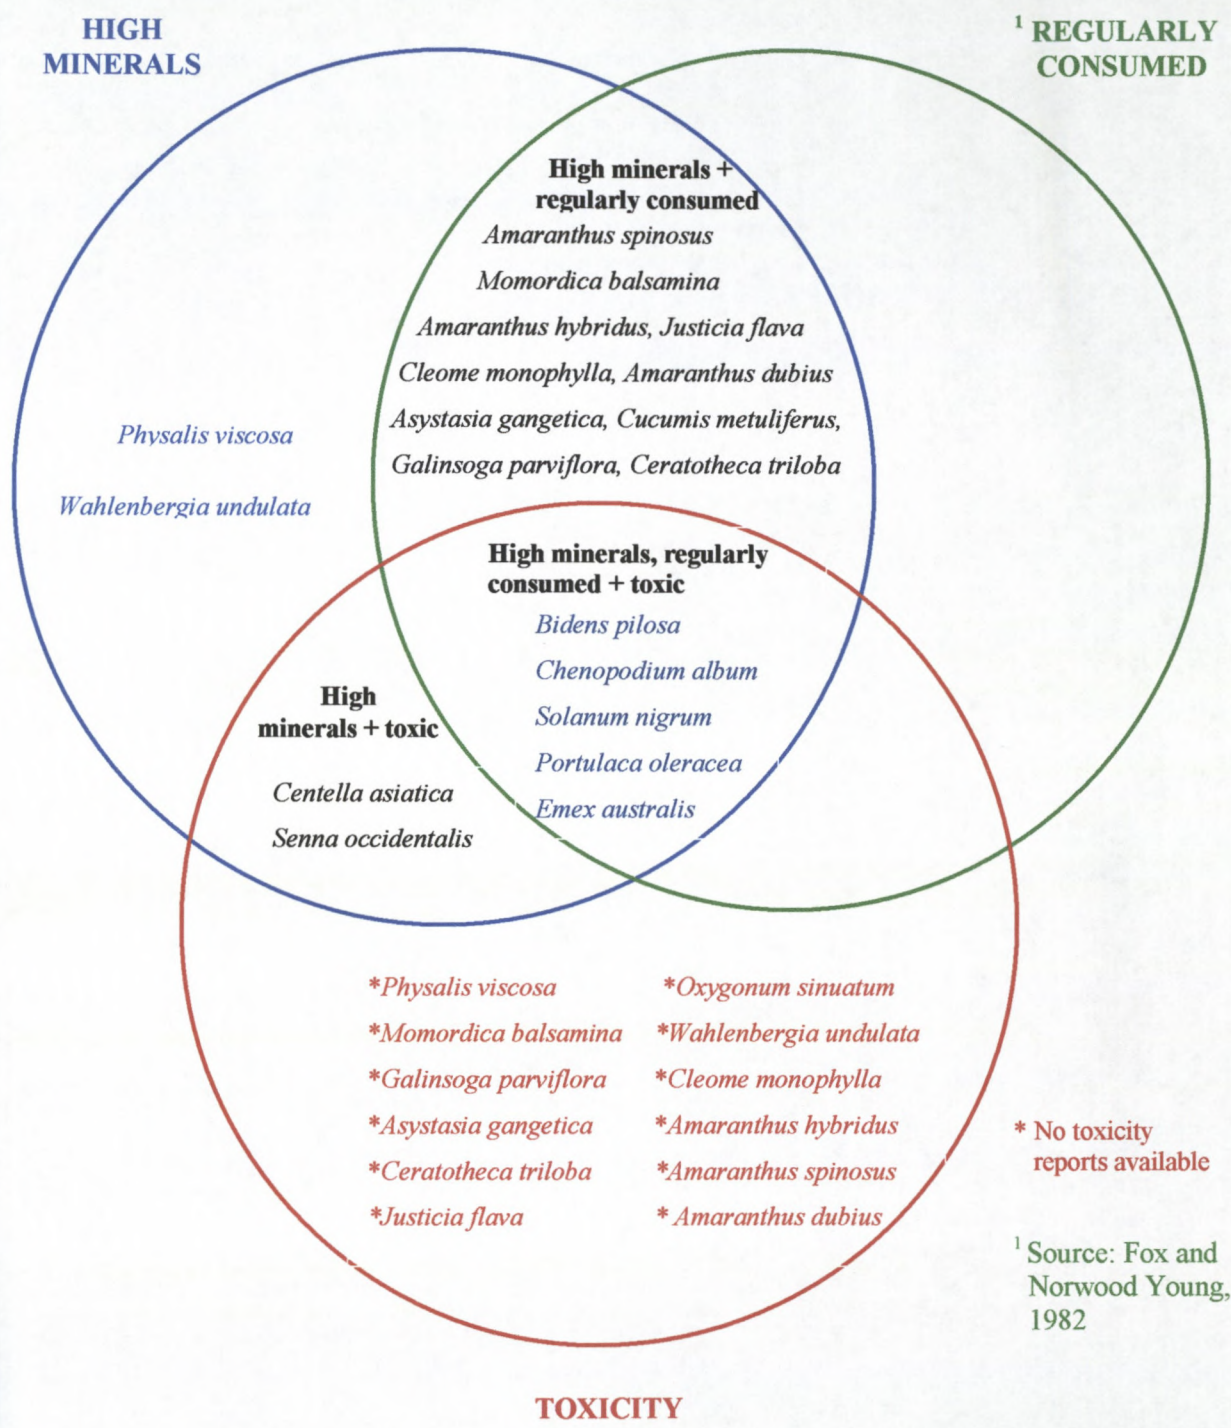 HIGH
MINERALS
¹ REGULARLY
CONSUMED
High minerals +
regularly consumed
Amaranthus spinosus
Momordica balsamina
Amaranthus hybridus, Justicia flava
Cleome monophylla, Amaranthus dubius
Asystasia gangetica, Cucumis metuliferus,
Galinsoga parviflora, Ceratotheca triloba
Physalis viscosa
Wahlenbergia undulata
High minerals, regularly
consumed + toxic
Bidens pilosa
Chenopodium album
Solanum nigrum
Portulaca oleracea
Emex australis
High
minerals + toxic
Centella asiatica
Senna occidentalis
*Physalis viscosa
*Momordica balsamina
*Galinsoga parviflora
*Asystasia gangetica
*Ceratotheca triloba
*Justicia flava
*Oxygonum sinuatum
*Wahlenbergia undulata
*Cleome monophylla
*Amaranthus hybridus
*Amaranthus spinosus
* Amaranthus dubius
* No toxicity
reports available
¹ Source: Fox and
Norwood Young,
1982
TOXICITY